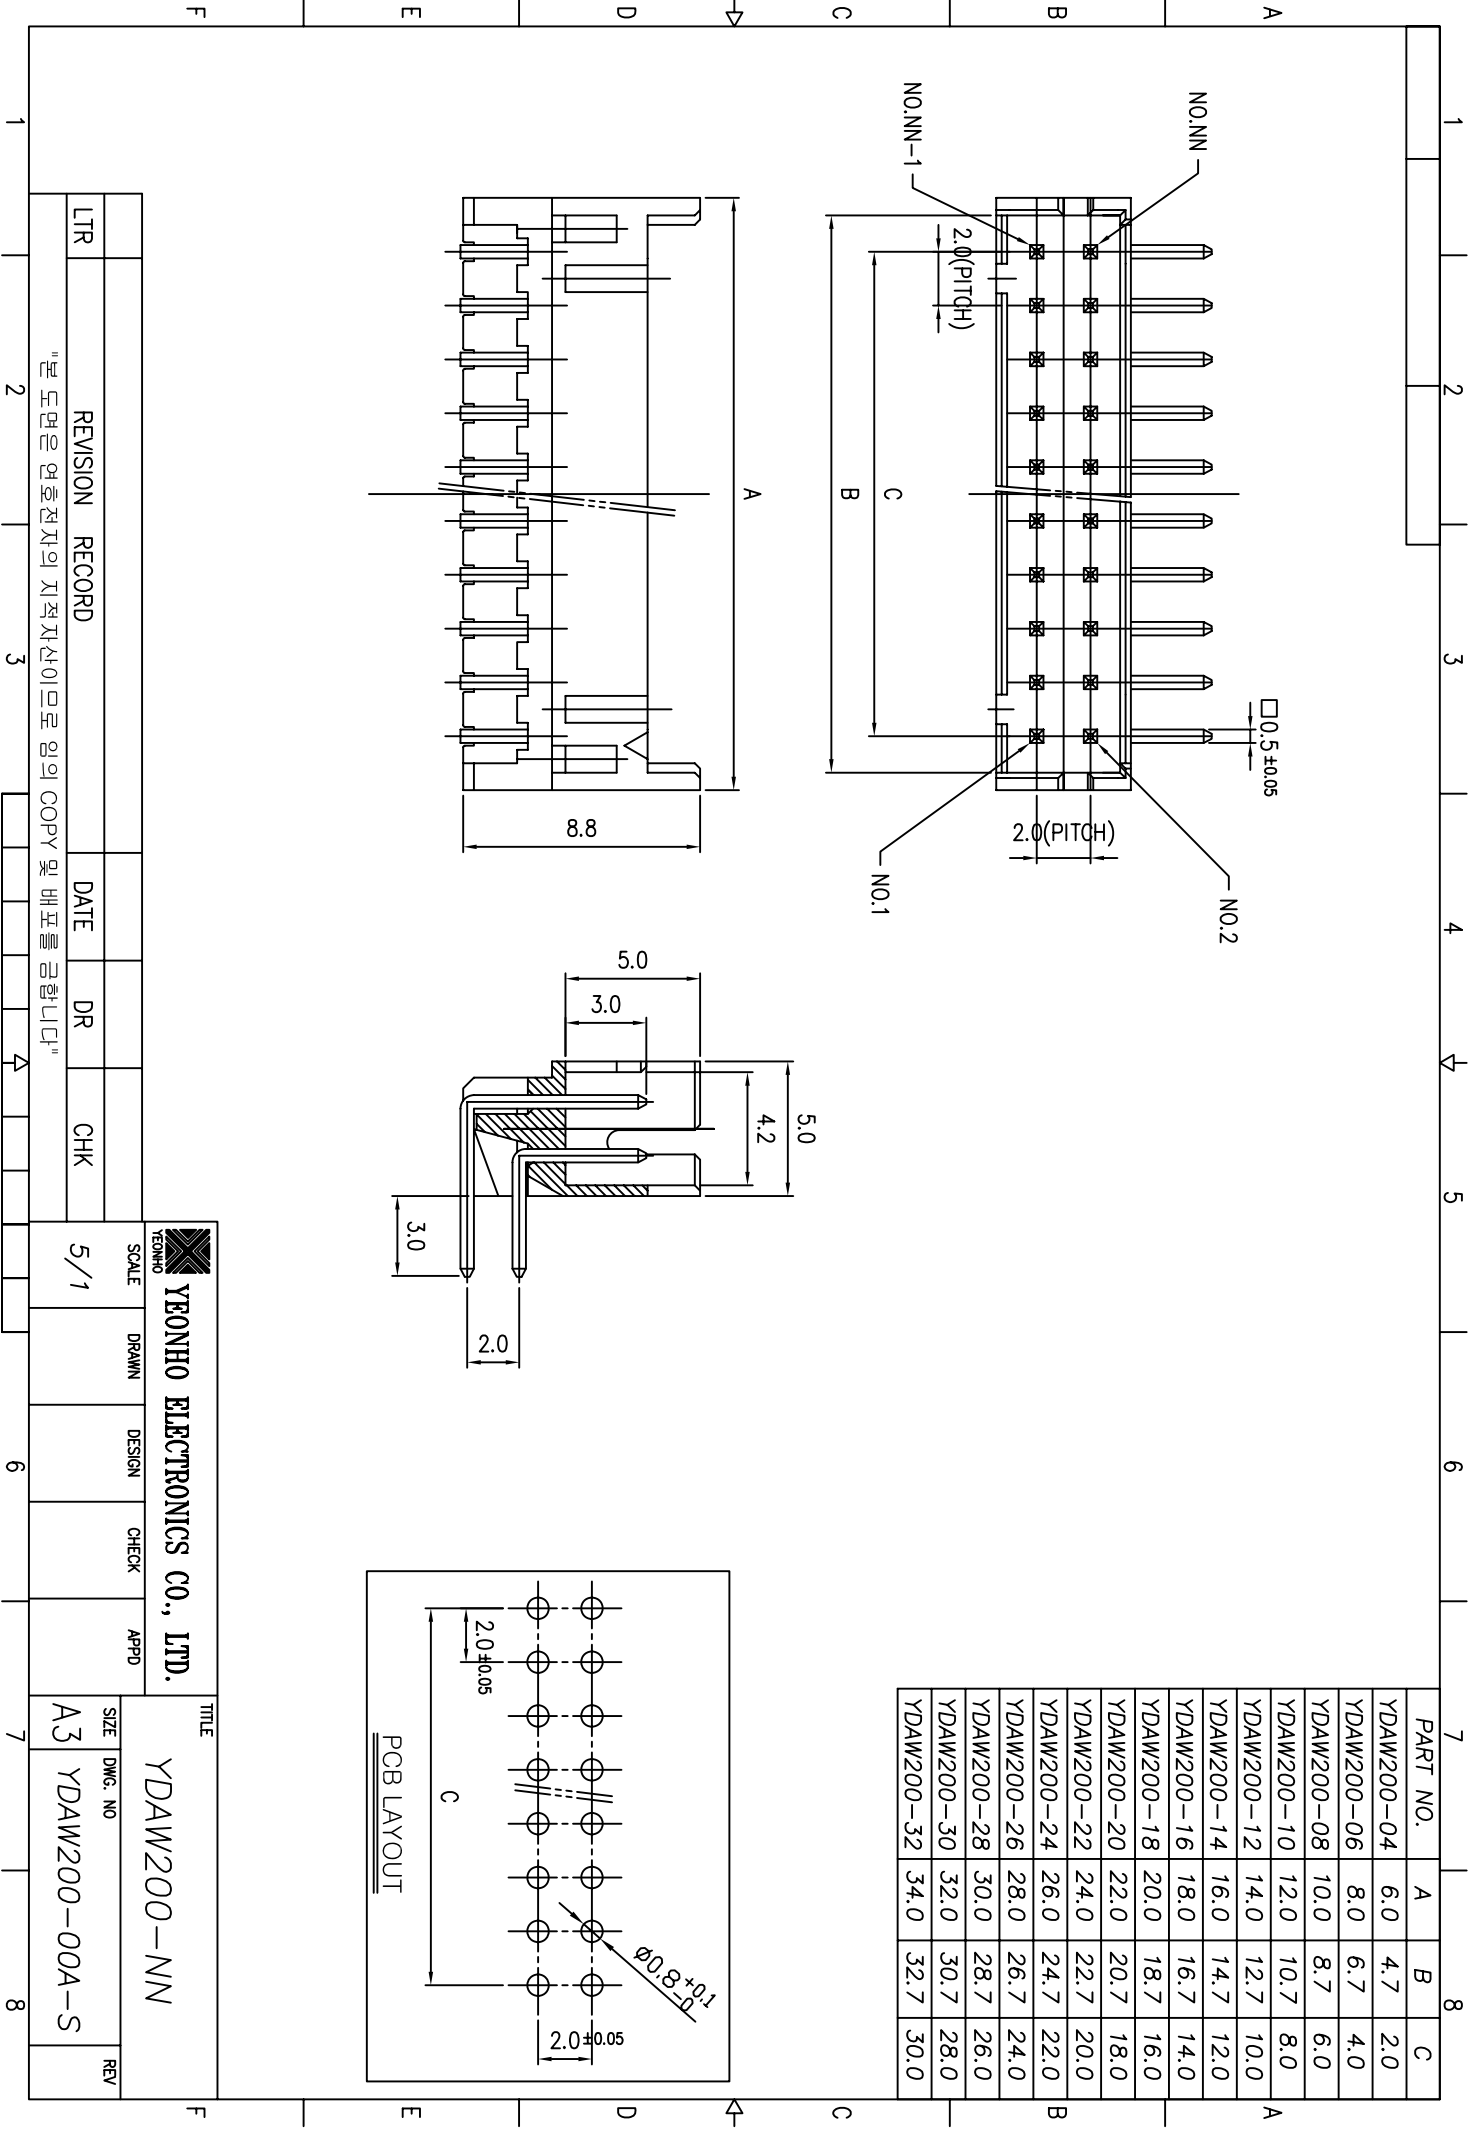 1 2 3 4 5 6 7 8
A
B
C
D
E
F
PART NO. A B C
YDAW200-04 6.0 4.7 2.0
YDAW200-06 8.0 6.7 4.0
YDAW200-08 10.0 8.7 6.0
YDAW200-10 12.0 10.7 8.0
YDAW200-12 14.0 12.7 10.0
YDAW200-14 16.0 14.7 12.0
YDAW200-16 18.0 16.7 14.0
YDAW200-18 20.0 18.7 16.0
YDAW200-20 22.0 20.7 18.0
YDAW200-22 24.0 22.7 20.0
YDAW200-24 26.0 24.7 22.0
YDAW200-26 28.0 26.7 24.0
YDAW200-28 30.0 28.7 26.0
YDAW200-30 32.0 30.7 28.0
YDAW200-32 34.0 32.7 30.0
□0.5 ±0.05
NO.NN
NO.2
2.0(PITCH)
2.0(PITCH)
NO.NN-1
NO.1
C
B
A
8.8
5.0
4.2
5.0
3.0
3.0
2.0
Ø0.8 +0.1 -0
2.0±0.05
2.0±0.05
C
PCB LAYOUT
LTR REVISION RECORD DATE DR CHK
"본 도면은 연호전자의 지적자산이므로 임의 COPY 및 배포를 금합니다"
YEONHO
YEONHO ELECTRONICS CO., LTD.
SCALE DRAWN DESIGN CHECK APPD
5/1
TITLE
YDAW200-NN
SIZE DWG. NO REV
A3 YDAW200-00A-S
A
B
C
D
E
F
1 2 3 4 5 6 7 8